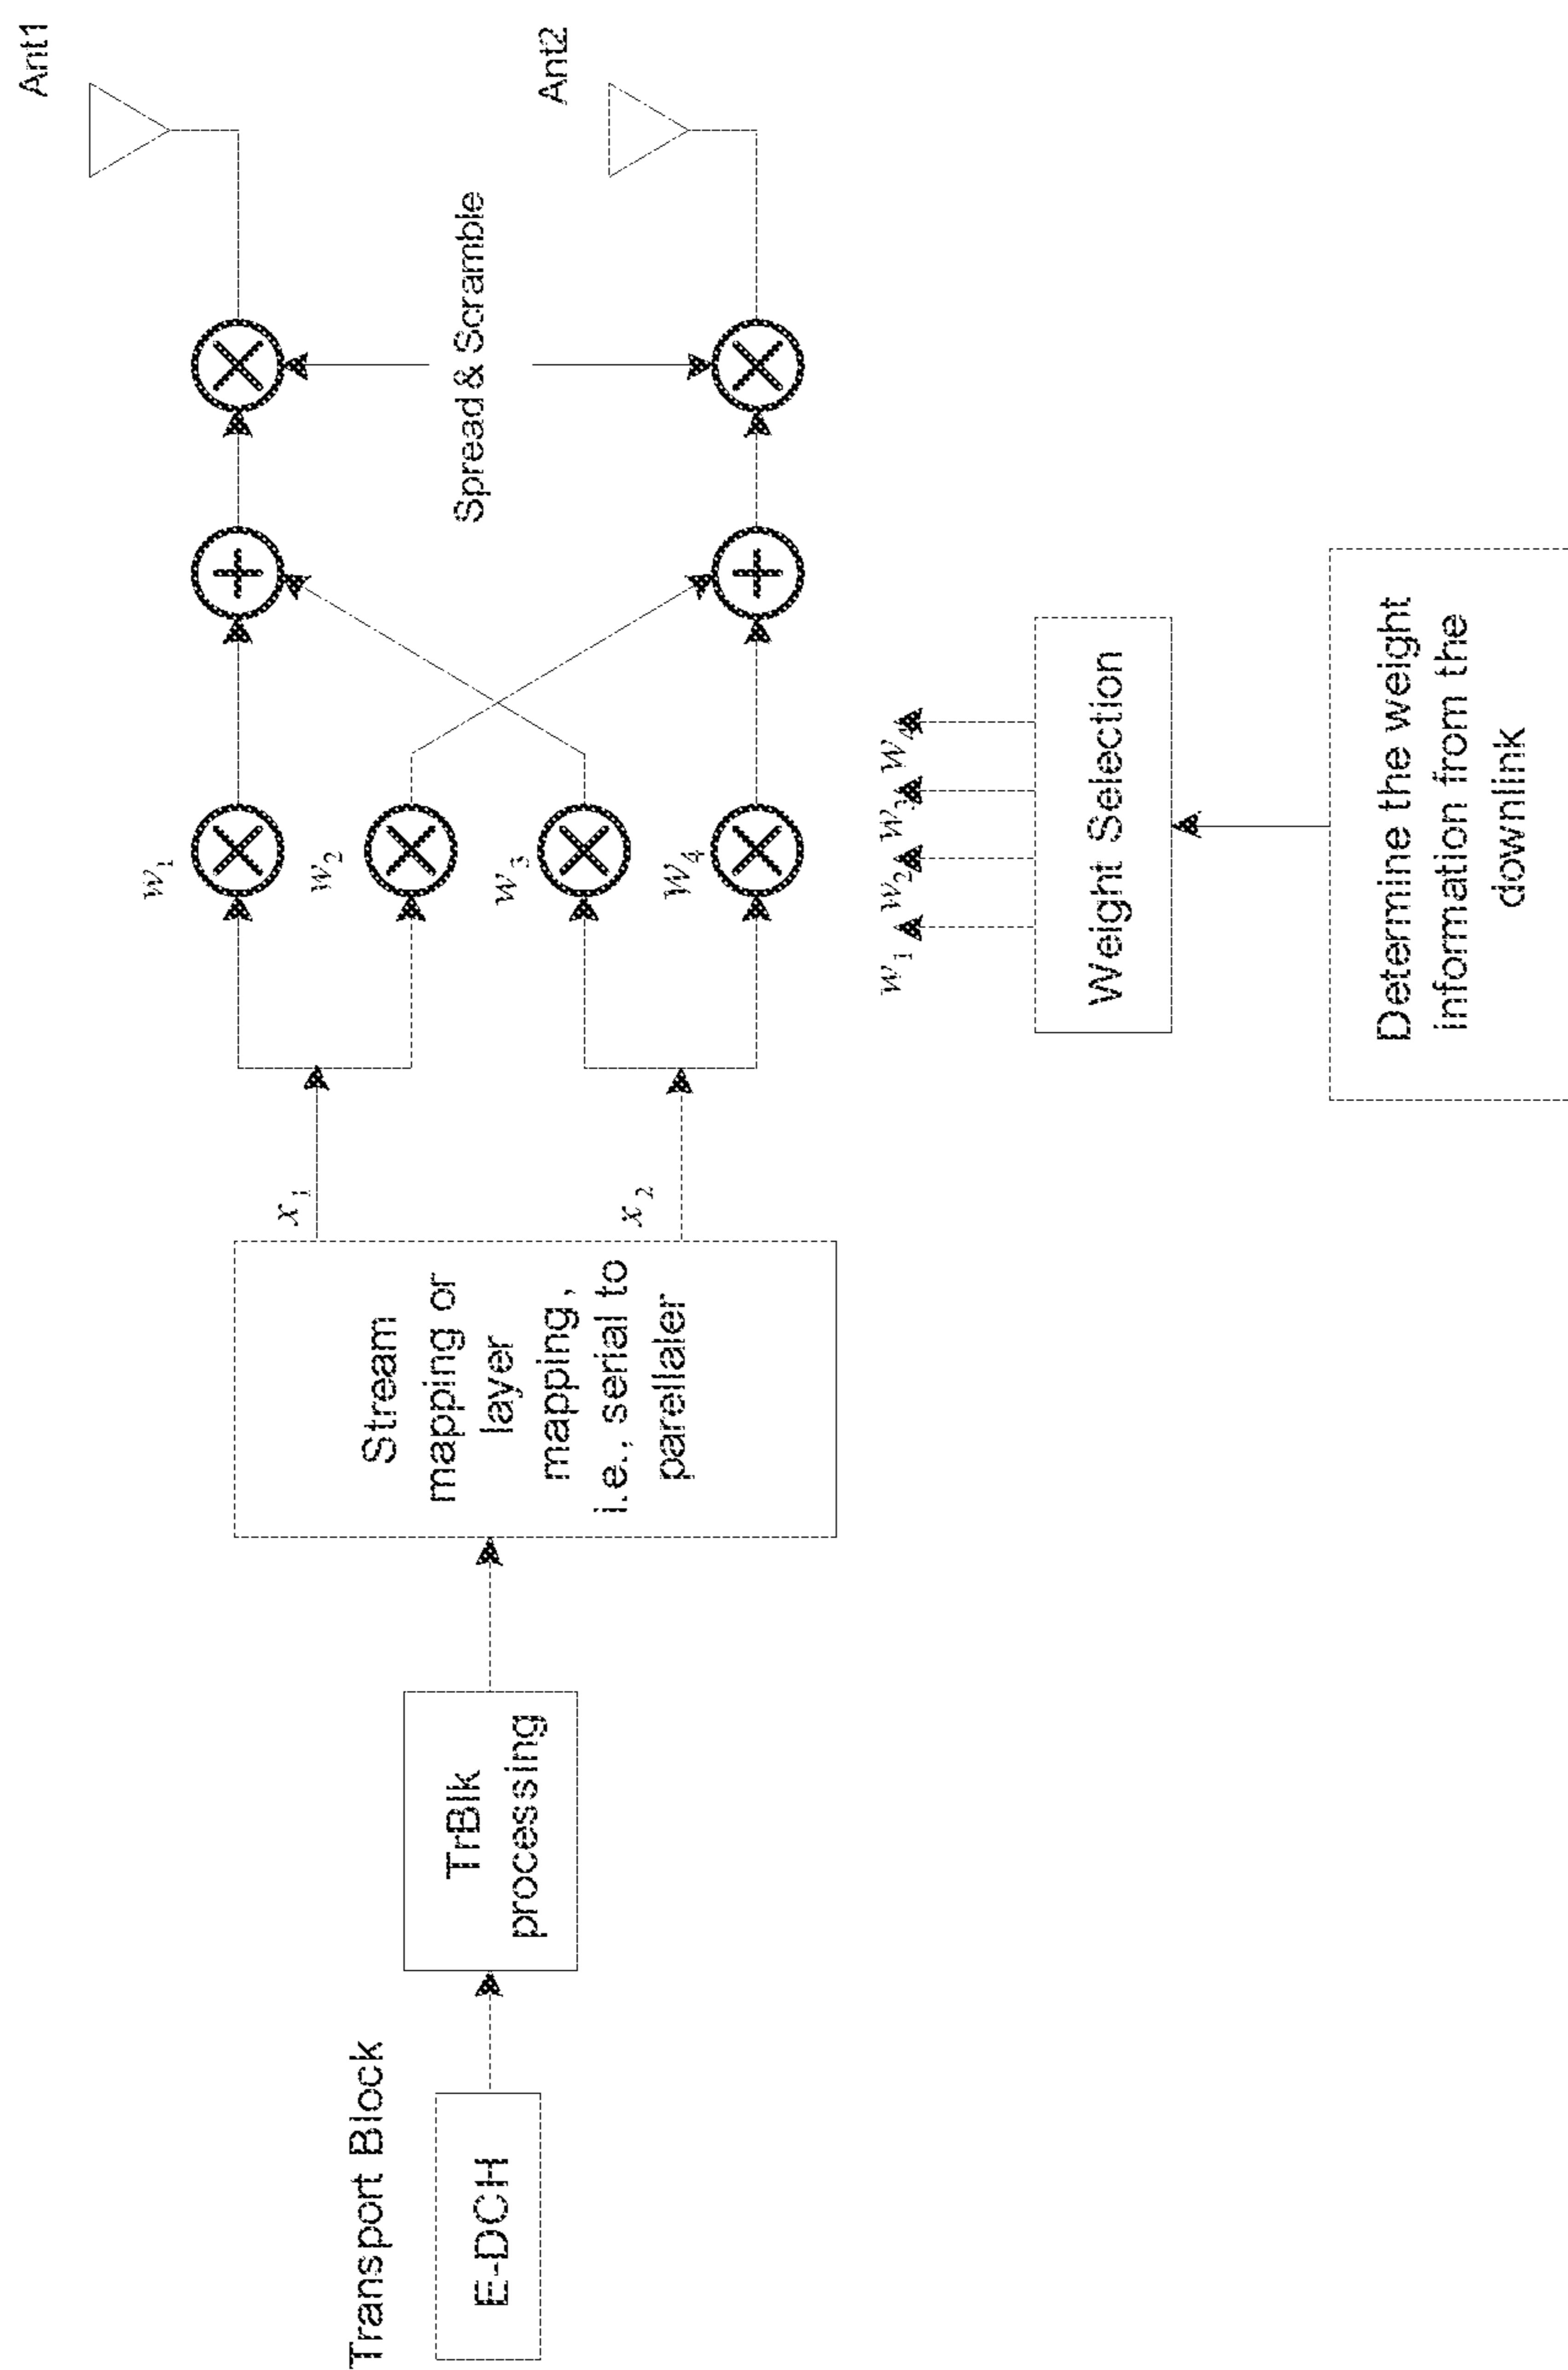 Transport Block
E-DCH
TrBlk
processing
Stream
mapping or
layer
mapping,
i.e., serial to
parellaler
x1
x2
w1
w2
w3
w4
Spread & Scramble
Ant1
Ant2
w1 w2 w3 w4
Weight Selection
Determine the weight
information from the
downlink